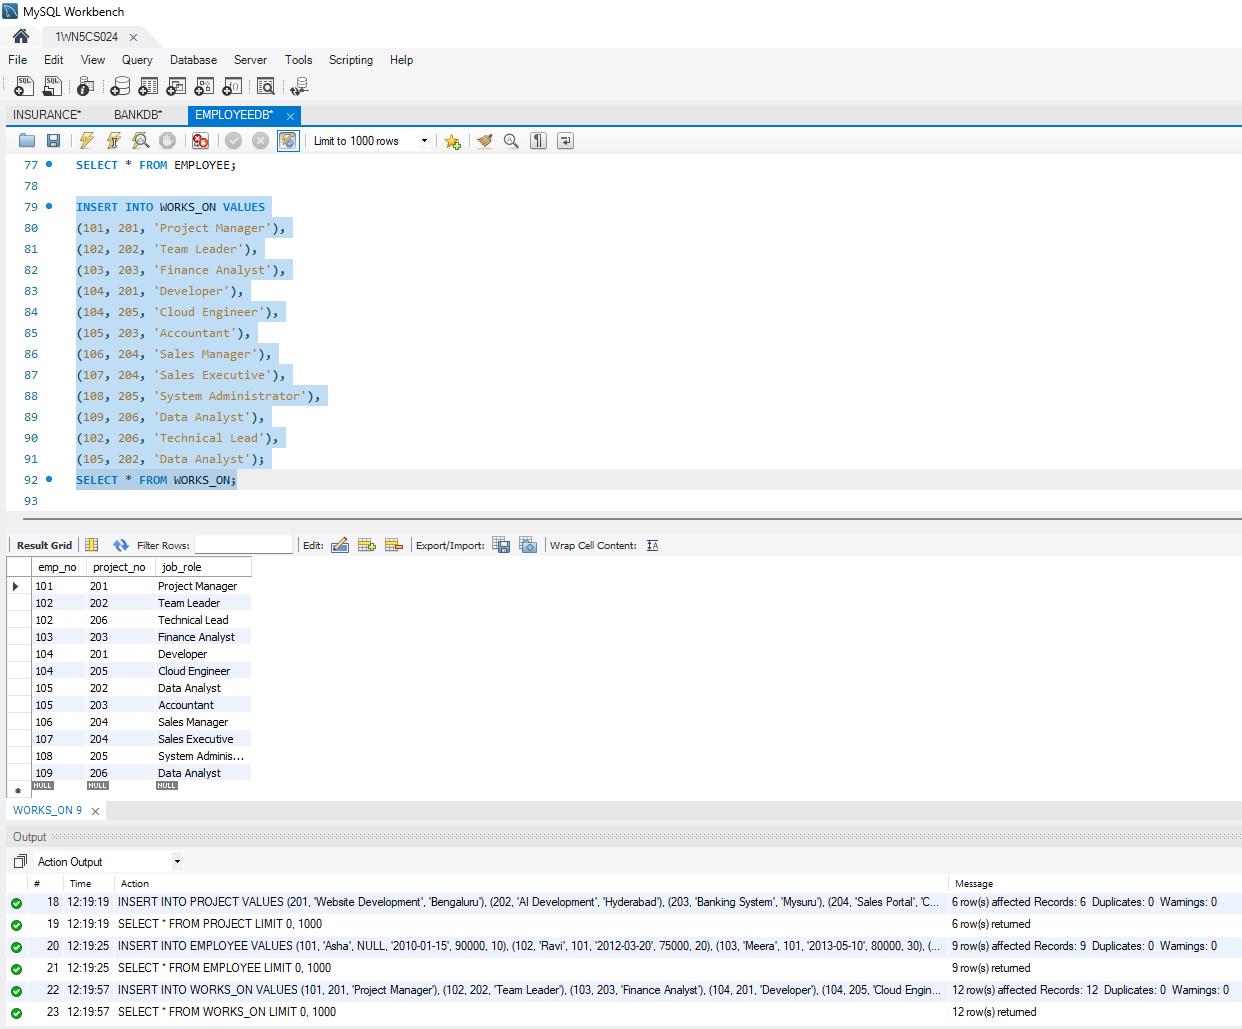 MySQL Workbench
1WN5CS024
File Edit View Query Database Server Tools Scripting Help
INSURANCE* BANKDB* EMPLOYEEDB*
Limit to 1000 rows
77 SELECT * FROM EMPLOYEE;
78
79 INSERT INTO WORKS_ON VALUES
80 (101, 201, 'Project Manager'),
81 (102, 202, 'Team Leader'),
82 (103, 203, 'Finance Analyst'),
83 (104, 201, 'Developer'),
84 (104, 205, 'Cloud Engineer'),
85 (105, 203, 'Accountant'),
86 (106, 204, 'Sales Manager'),
87 (107, 204, 'Sales Executive'),
88 (108, 205, 'System Administrator'),
89 (109, 206, 'Data Analyst'),
90 (102, 206, 'Technical Lead'),
91 (105, 202, 'Data Analyst');
92 SELECT * FROM WORKS_ON;
93
Result Grid Filter Rows: Edit: Export/Import: Wrap Cell Content:
emp_no project_no job_role
101 201 Project Manager
102 202 Team Leader
102 206 Technical Lead
103 203 Finance Analyst
104 201 Developer
104 205 Cloud Engineer
105 202 Data Analyst
105 203 Accountant
106 204 Sales Manager
107 204 Sales Executive
108 205 System Adminis...
109 206 Data Analyst
NULL NULL NULL
WORKS_ON 9
Output
Action Output
# Time Action Message
18 12:19:19 INSERT INTO PROJECT VALUES (201, 'Website Development', 'Bengaluru'), (202, 'AI Development', 'Hyderabad'), (203, 'Banking System', 'Mysuru'), (204, 'Sales Portal', 'C... 6 row(s) affected Records: 6 Duplicates: 0 Warnings: 0
19 12:19:19 SELECT * FROM PROJECT LIMIT 0, 1000 6 row(s) returned
20 12:19:25 INSERT INTO EMPLOYEE VALUES (101, 'Asha', NULL, '2010-01-15', 90000, 10), (102, 'Ravi', 101, '2012-03-20', 75000, 20), (103, 'Meera', 101, '2013-05-10', 80000, 30), (... 9 row(s) affected Records: 9 Duplicates: 0 Warnings: 0
21 12:19:25 SELECT * FROM EMPLOYEE LIMIT 0, 1000 9 row(s) returned
22 12:19:57 INSERT INTO WORKS_ON VALUES (101, 201, 'Project Manager'), (102, 202, 'Team Leader'), (103, 203, 'Finance Analyst'), (104, 201, 'Developer'), (104, 205, 'Cloud Engin... 12 row(s) affected Records: 12 Duplicates: 0 Warnings: 0
23 12:19:57 SELECT * FROM WORKS_ON LIMIT 0, 1000 12 row(s) returned